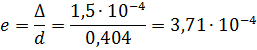 e = Δ/d = 1,5·10⁻⁴/0,404 = 3,71·10⁻⁴